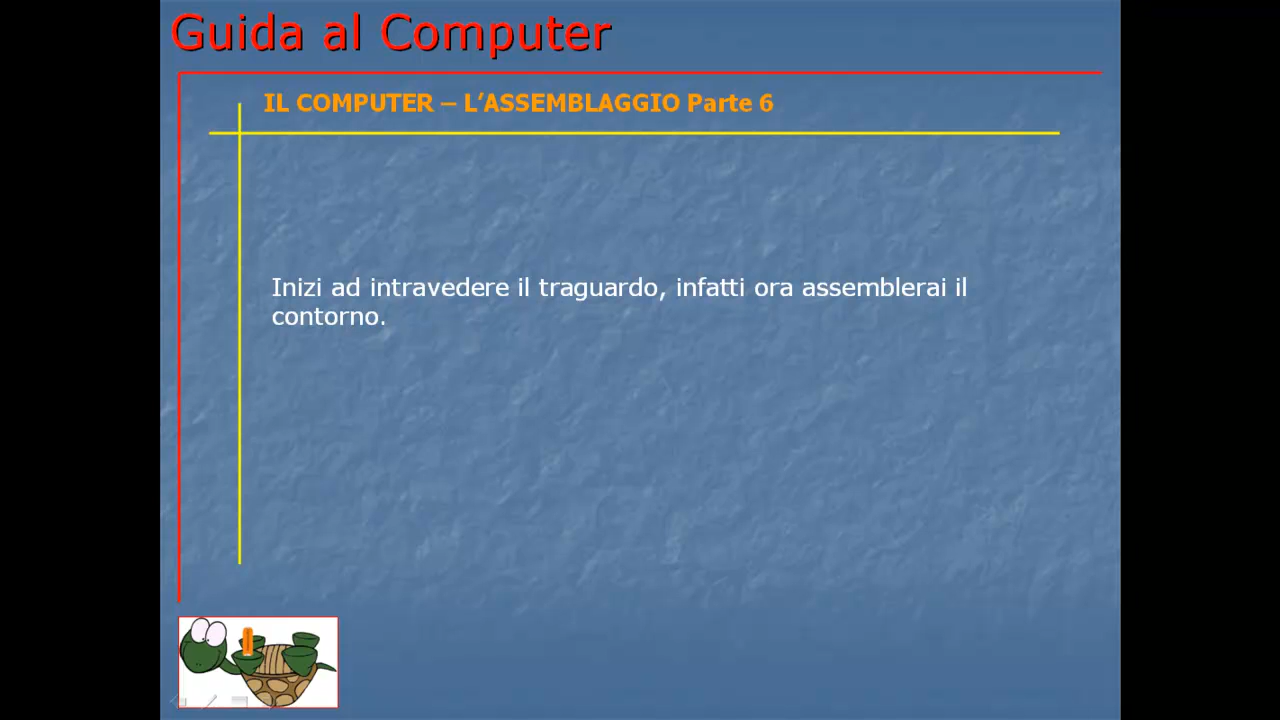 Guida al Computer
IL COMPUTER – L’ASSEMBLAGGIO Parte 6
Inizi ad intravedere il traguardo, infatti ora assemblerai il
contorno.